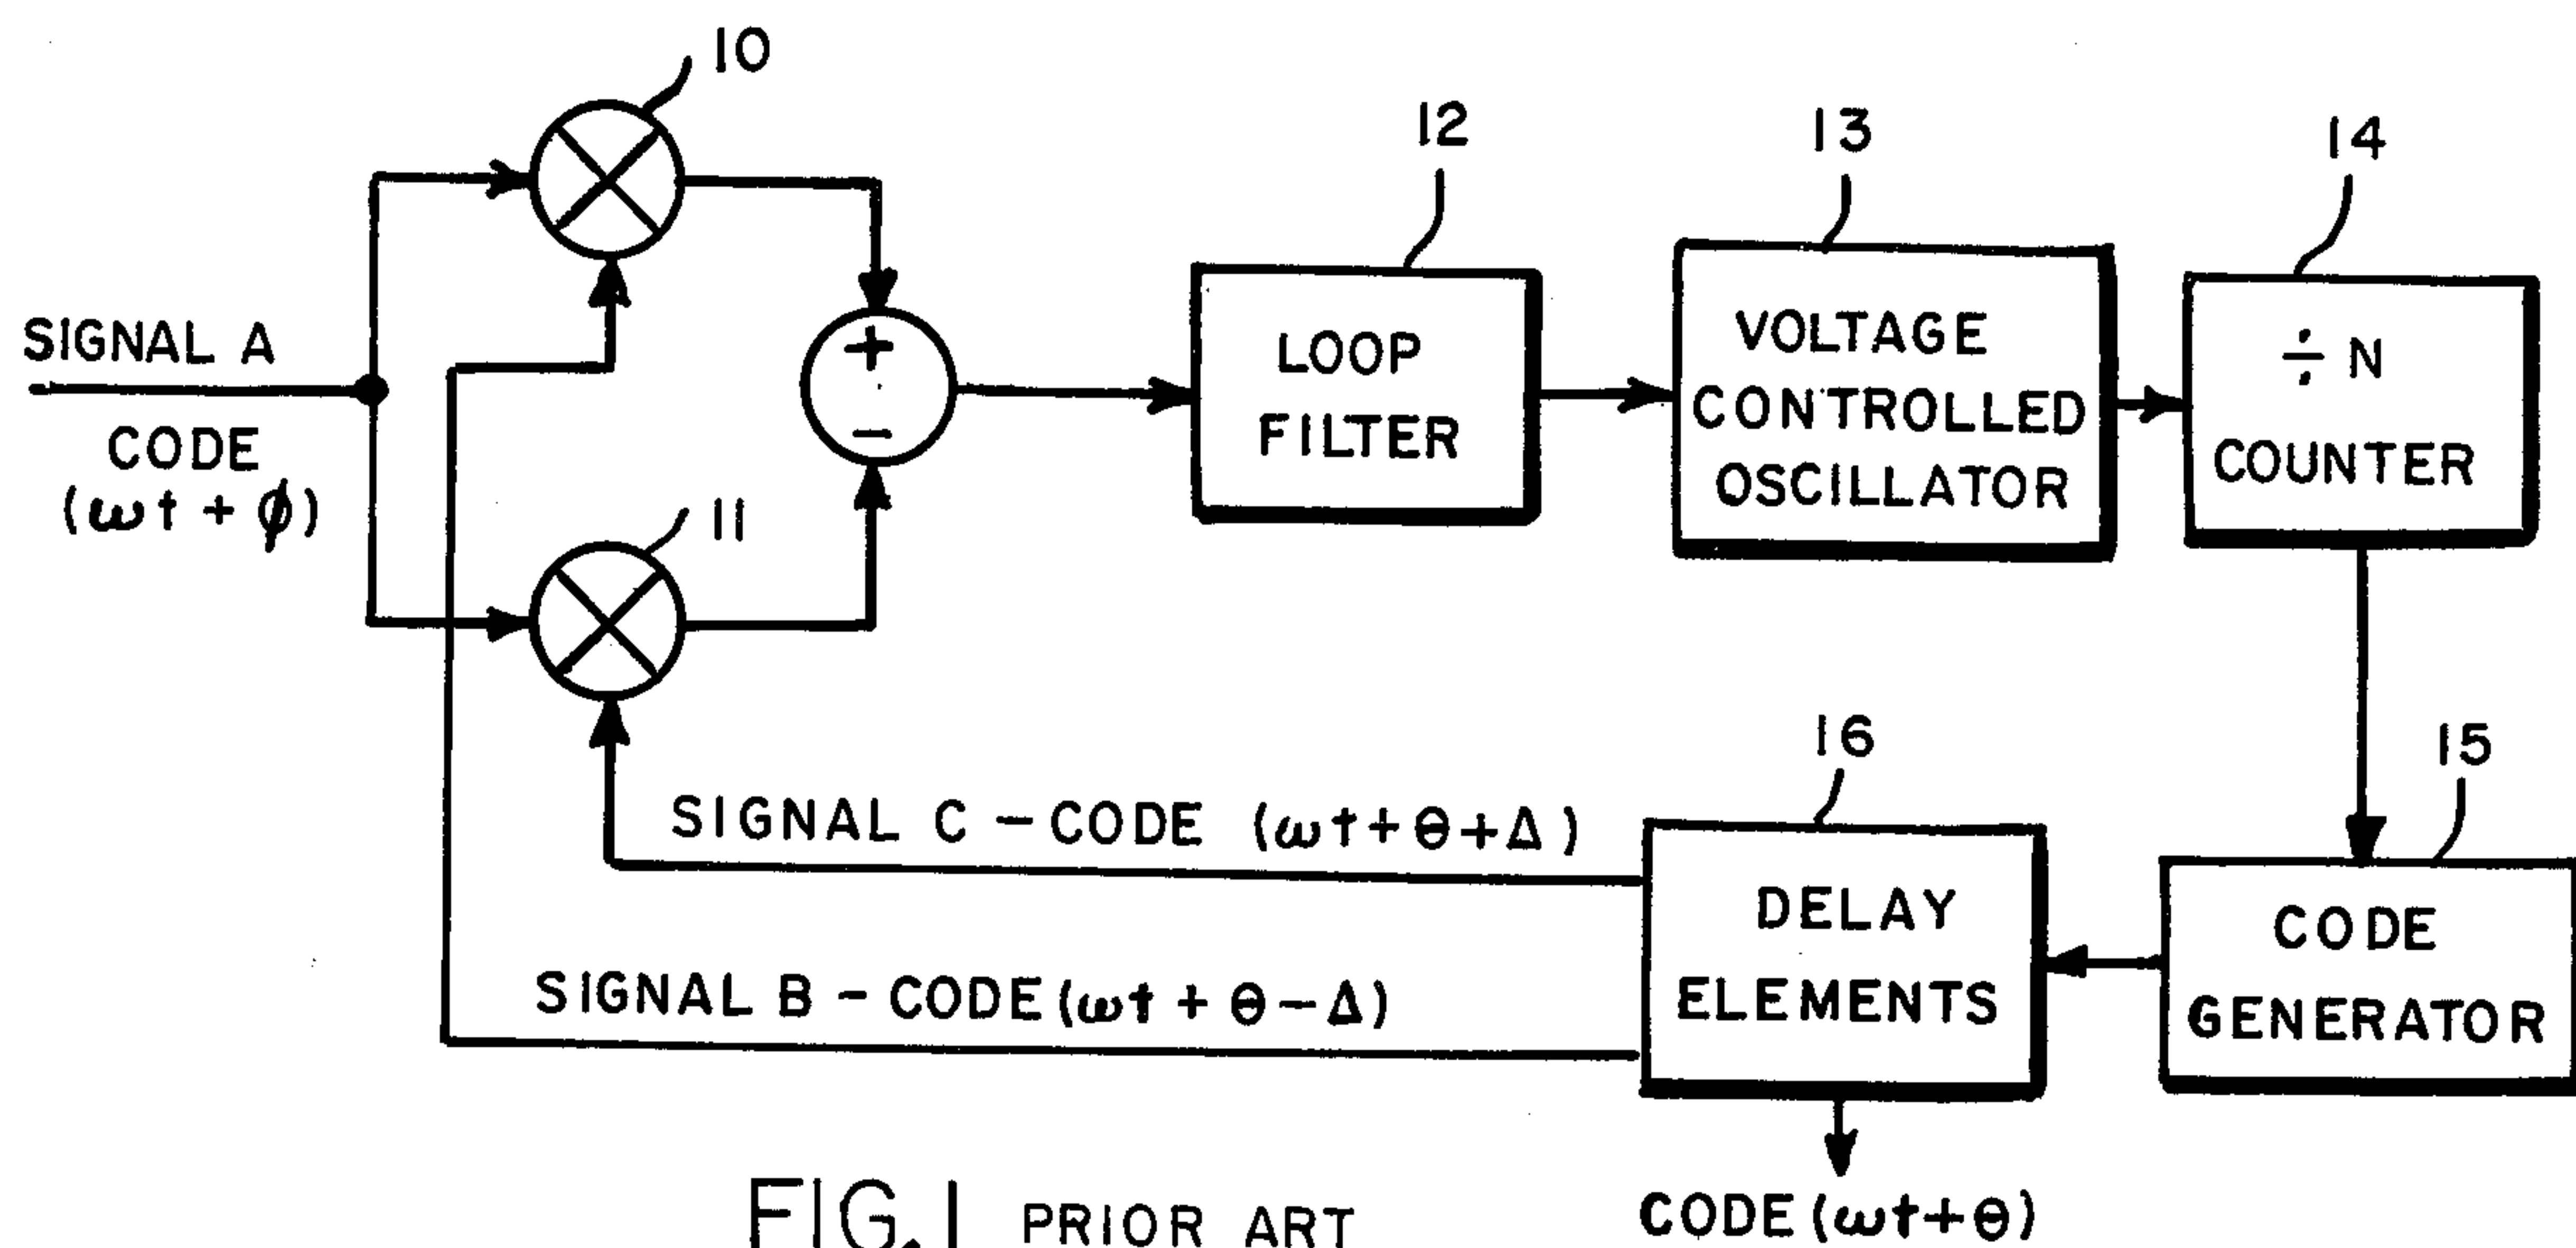 10
12
13
14
SIGNAL A
CODE
(ωt + ϕ)
+
−
LOOP
FILTER
VOLTAGE
CONTROLLED
OSCILLATOR
÷ N
COUNTER
11
16
15
SIGNAL C – CODE (ωt + θ + Δ)
DELAY
ELEMENTS
CODE
GENERATOR
SIGNAL B – CODE (ωt + θ – Δ)
CODE (ωt + θ)
FIG. 1 PRIOR ART